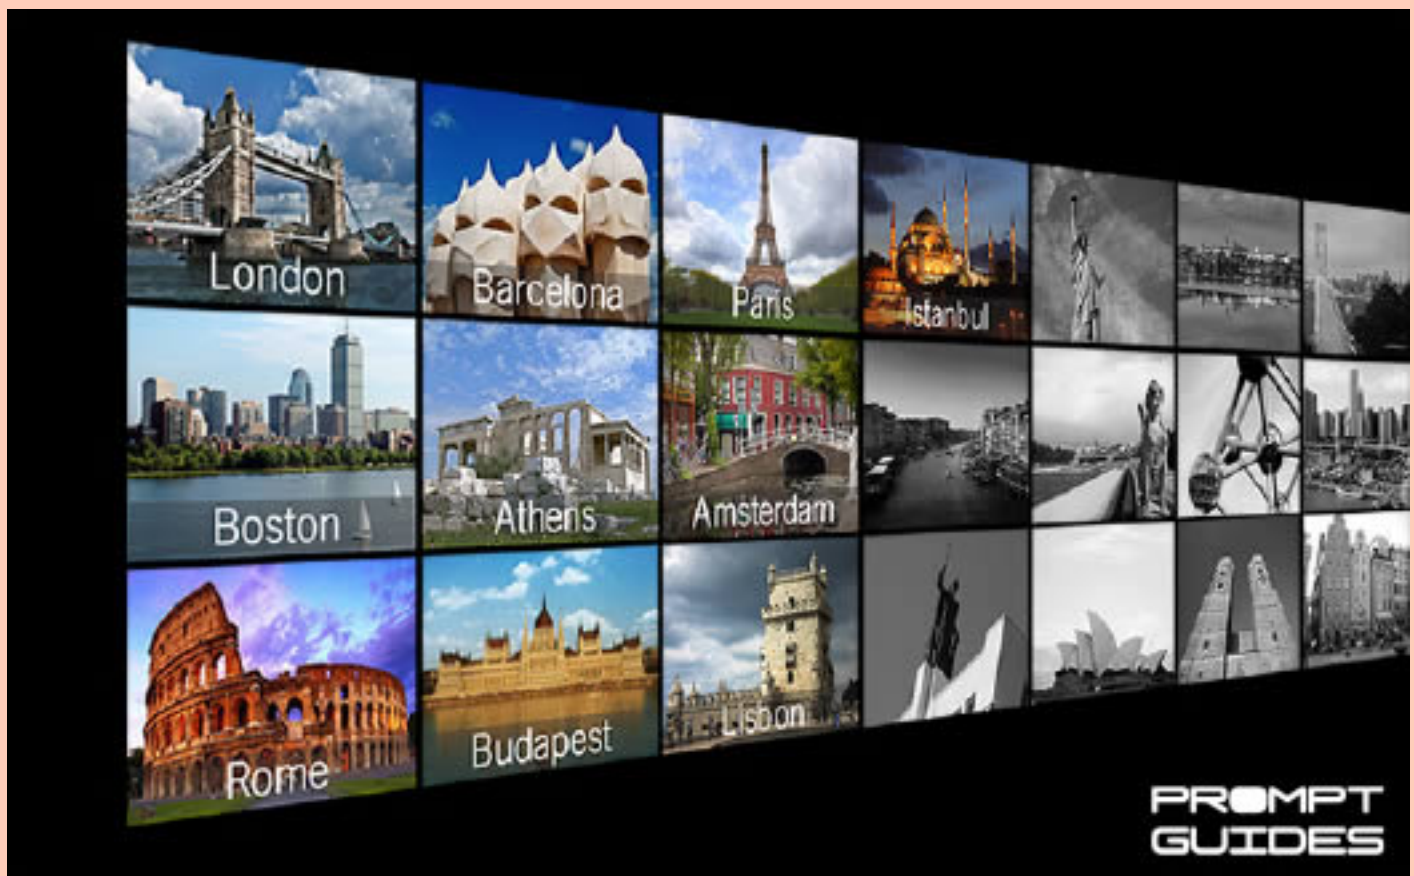 London
Barcelona
Paris
Istanbul
Boston
Athens
Amsterdam
Rome
Budapest
Lisbon
PROMPT
GUIDES